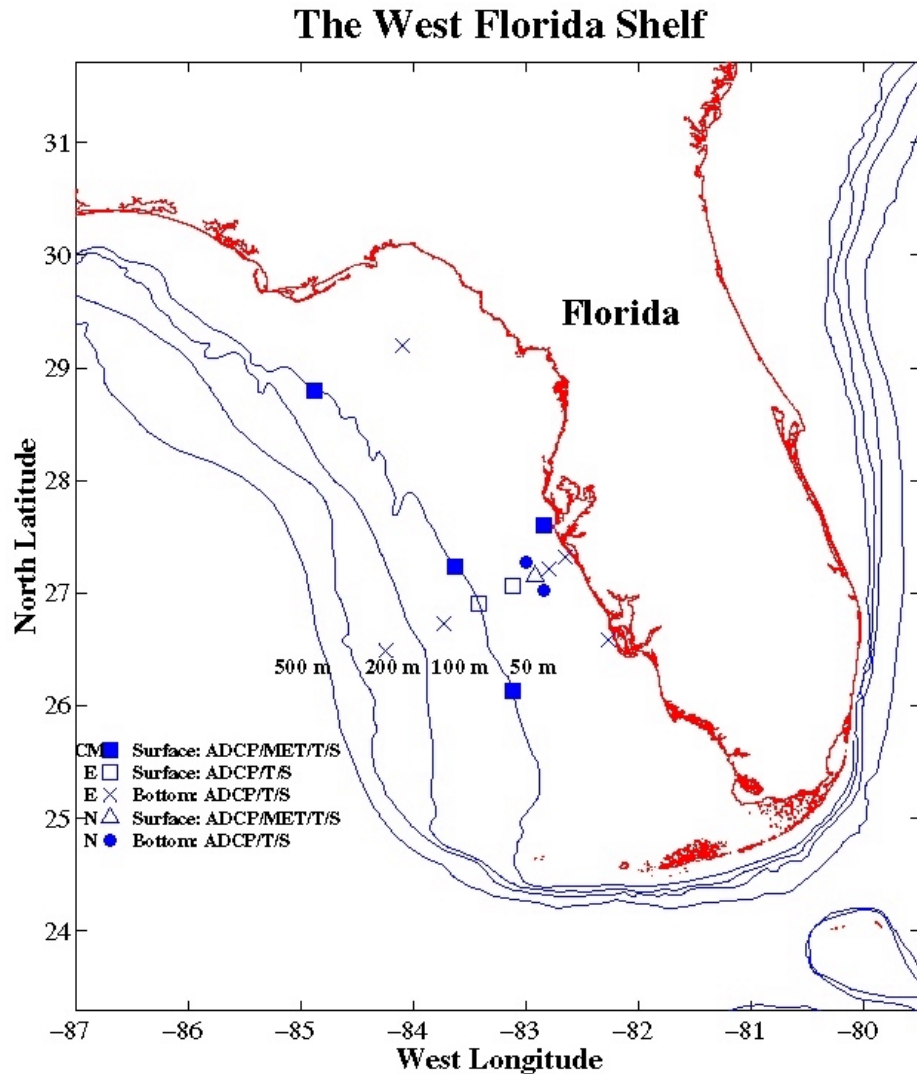 The West Florida Shelf
31
30
29
28
27
26
25
24
North Latitude
Florida
500 m 200 m 100 m 50 m
CM Surface: ADCP/MET/T/S
E Surface: ADCP/T/S
E Bottom: ADCP/T/S
N Surface: ADCP/MET/T/S
N Bottom: ADCP/T/S
−87 −86 −85 −84 −83 −82 −81 −80
West Longitude